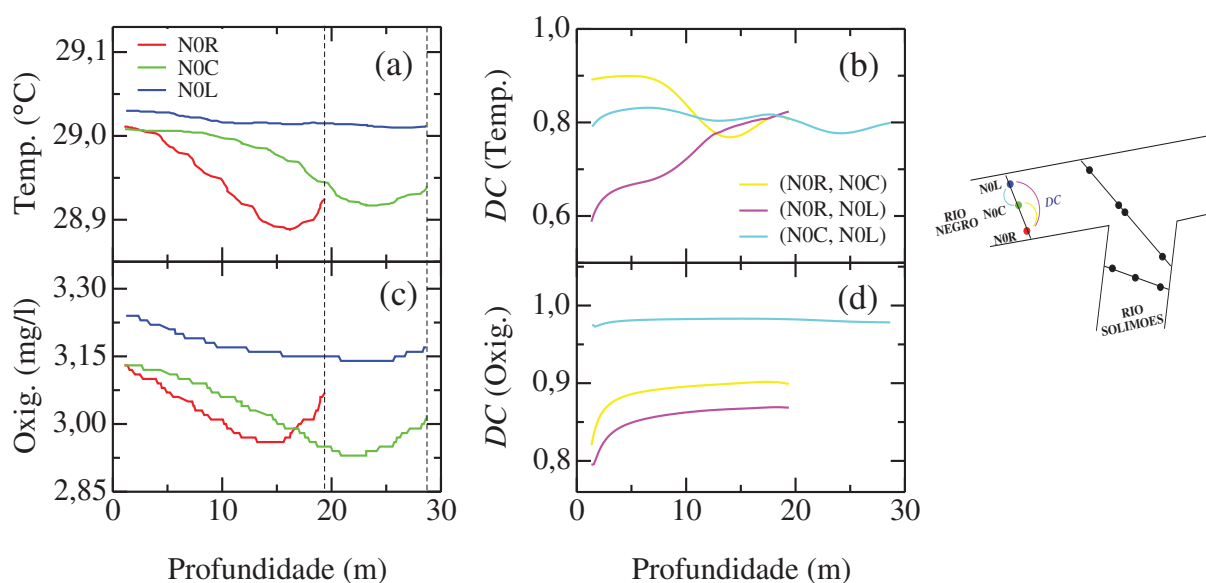 29,1
29,0
28,9
Temp. (°C)
N0R
N0C
N0L
(a)
1,0
0,8
0,6
DC (Temp.)
(b)
(N0R, N0C)
(N0R, N0L)
(N0C, N0L)
3,30
3,15
3,00
2,85
Oxig. (mg/l)
(c)
0
10
20
30
Profundidade (m)
1,0
0,9
0,8
DC (Oxig.)
(d)
0
10
20
30
Profundidade (m)
N0L
N0C
N0R
DC
RIO
NEGRO
RIO
SOLIMOES